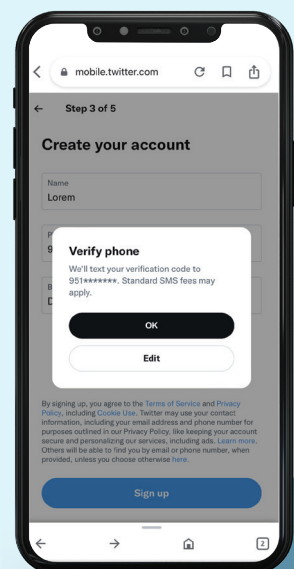 mobile.twitter.com
Step 3 of 5
Create your account
Name
Lorem
P
9
Verify phone
We'll text your verification code to
951*******. Standard SMS fees may
apply.
B
D
OK
Edit
By signing up, you agree to the Terms of Service and Privacy
Policy, including Cookie Use. Twitter may use your contact
information, including your email address and phone number for
purposes outlined in our Privacy Policy, like keeping your account
secure and personalizing our services, including ads. Learn more.
Others will be able to find you by email or phone number, when
provided, unless you choose otherwise here.
Sign up
2